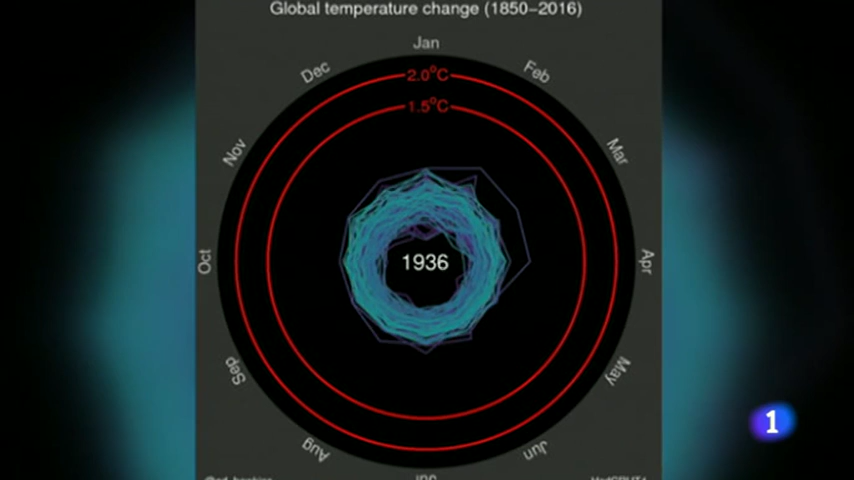 Global temperature change (1850–2016)
Jan
Feb
Mar
Apr
May
Jun
Aug
Sep
Oct
Nov
Dec
2.0°C
1.5°C
1936
1